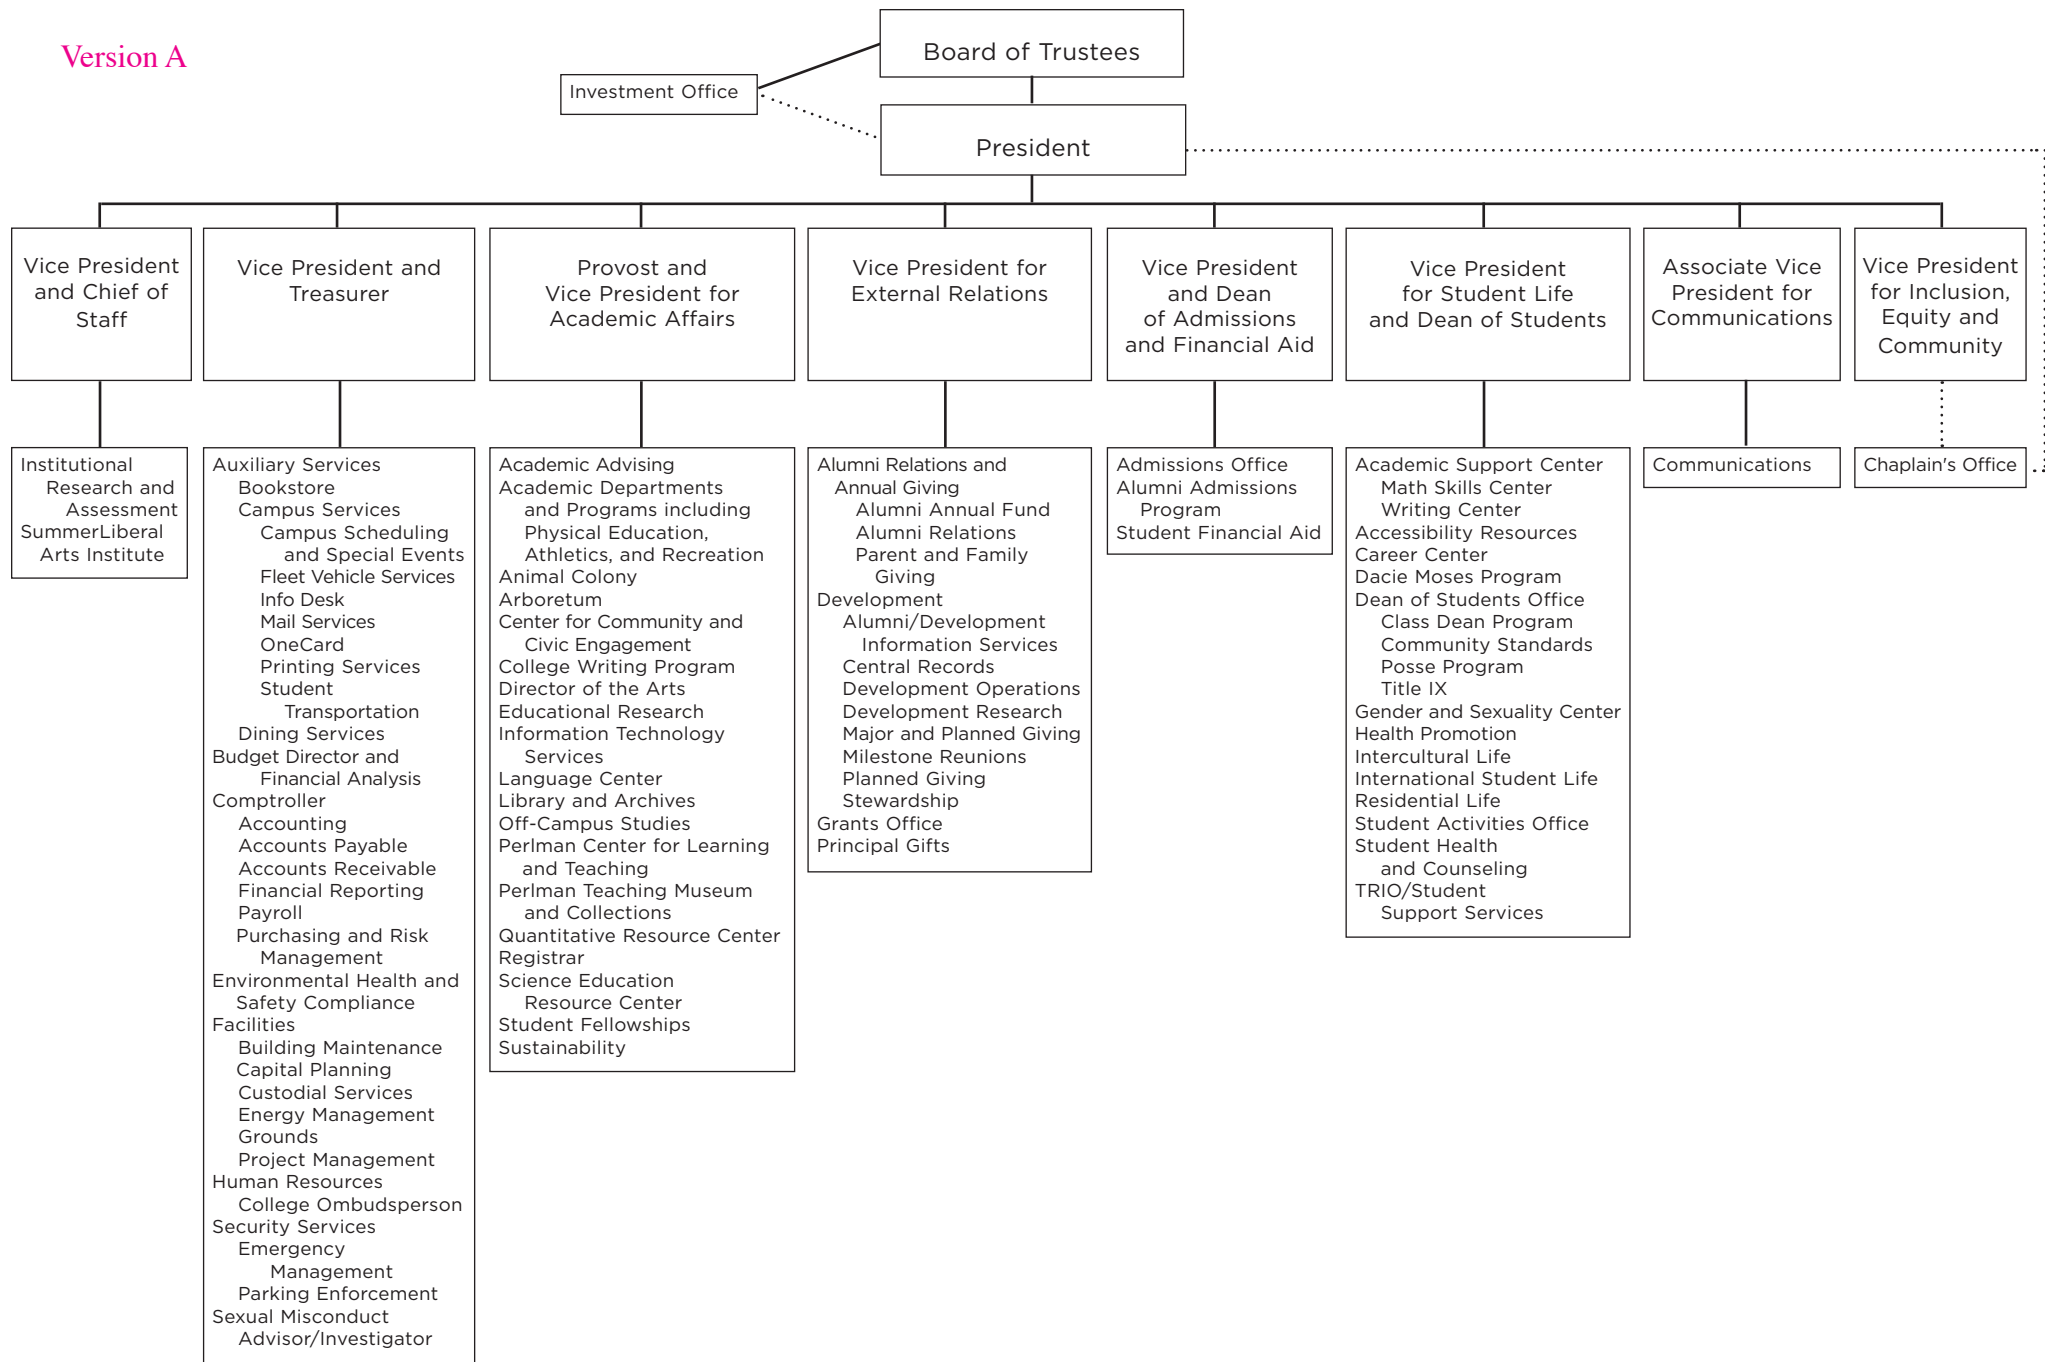 Version A
Board of Trustees
Investment Office
President
Vice President
and Chief of
Staff
Vice President and
Treasurer
Provost and
Vice President for
Academic Affairs
Vice President for
External Relations
Vice President
and Dean
of Admissions
and Financial Aid
Vice President
for Student Life
and Dean of Students
Associate Vice
President for
Communications
Vice President
for Inclusion,
Equity and
Community
Institutional
Research and
Assessment
SummerLiberal
Arts Institute
Auxiliary Services
Bookstore
Campus Services
Campus Scheduling
and Special Events
Fleet Vehicle Services
Info Desk
Mail Services
OneCard
Printing Services
Student
Transportation
Dining Services
Budget Director and
Financial Analysis
Comptroller
Accounting
Accounts Payable
Accounts Receivable
Financial Reporting
Payroll
Purchasing and Risk
Management
Environmental Health and
Safety Compliance
Facilities
Building Maintenance
Capital Planning
Custodial Services
Energy Management
Grounds
Project Management
Human Resources
College Ombudsperson
Security Services
Emergency
Management
Parking Enforcement
Sexual Misconduct
Advisor/Investigator
Academic Advising
Academic Departments
and Programs including
Physical Education,
Athletics, and Recreation
Animal Colony
Arboretum
Center for Community and
Civic Engagement
College Writing Program
Director of the Arts
Educational Research
Information Technology
Services
Language Center
Library and Archives
Off-Campus Studies
Perlman Center for Learning
and Teaching
Perlman Teaching Museum
and Collections
Quantitative Resource Center
Registrar
Science Education
Resource Center
Student Fellowships
Sustainability
Alumni Relations and
Annual Giving
Alumni Annual Fund
Alumni Relations
Parent and Family
Giving
Development
Alumni/Development
Information Services
Central Records
Development Operations
Development Research
Major and Planned Giving
Milestone Reunions
Planned Giving
Stewardship
Grants Office
Principal Gifts
Admissions Office
Alumni Admissions
Program
Student Financial Aid
Academic Support Center
Math Skills Center
Writing Center
Accessibility Resources
Career Center
Dacie Moses Program
Dean of Students Office
Class Dean Program
Community Standards
Posse Program
Title IX
Gender and Sexuality Center
Health Promotion
Intercultural Life
International Student Life
Residential Life
Student Activities Office
Student Health
and Counseling
TRIO/Student
Support Services
Communications
Chaplain's Office